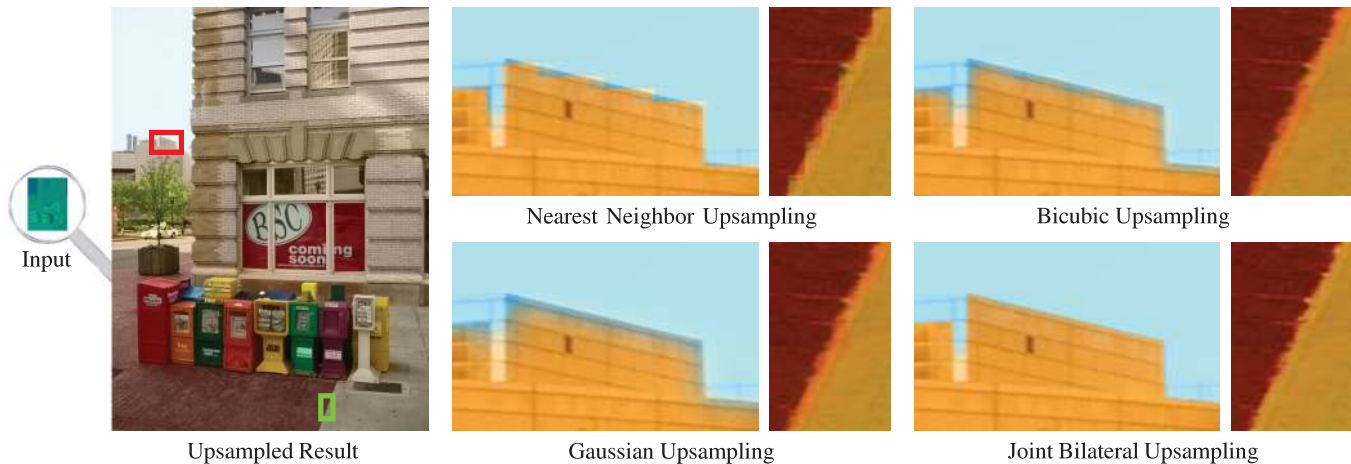 Input
BSC
coming
soon
Upsampled Result
Nearest Neighbor Upsampling
Bicubic Upsampling
Gaussian Upsampling
Joint Bilateral Upsampling